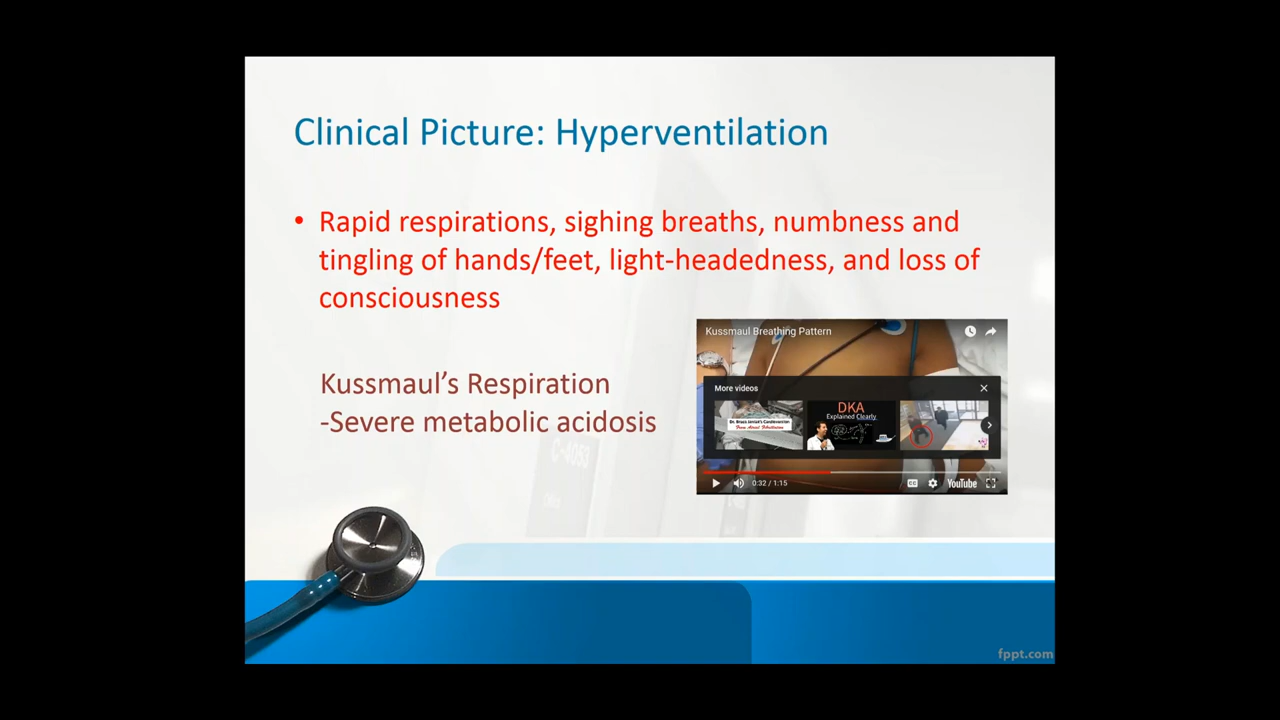 Clinical Picture: Hyperventilation
• Rapid respirations, sighing breaths, numbness and
tingling of hands/feet, light-headedness, and loss of
consciousness
Kussmaul's Respiration
-Severe metabolic acidosis
Kussmaul Breathing Pattern
More videos
DKA
Explained Clearly
0:32 / 1:15
CC
YouTube
C-4053
fppt.com